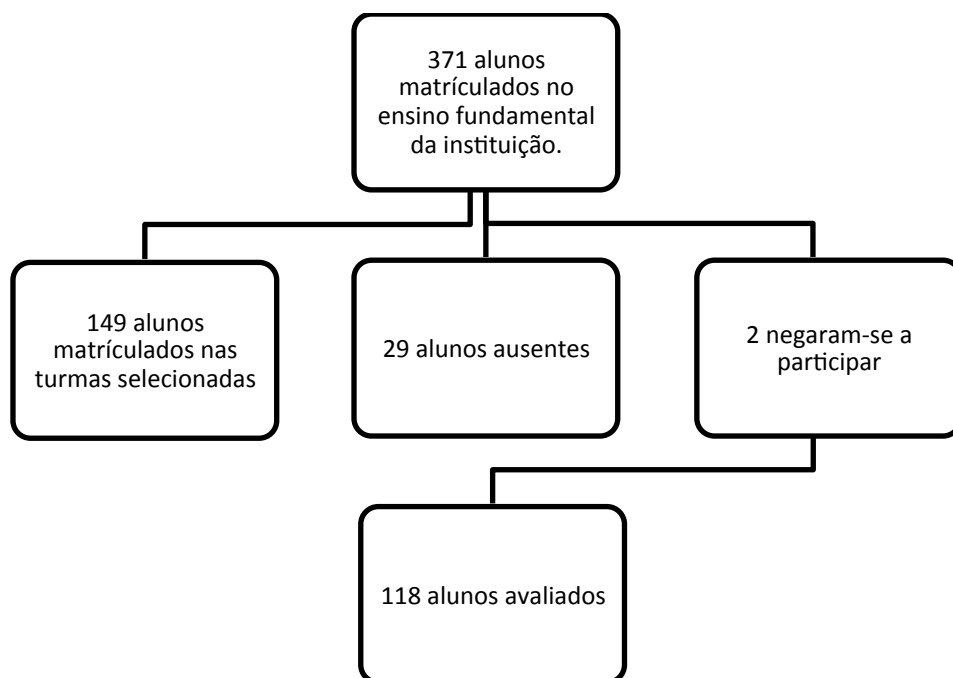 371 alunos
matrículados no
ensino fundamental
da instituição.
149 alunos
matrículados nas
turmas selecionadas
29 alunos ausentes
2 negaram-se a
participar
118 alunos avaliados